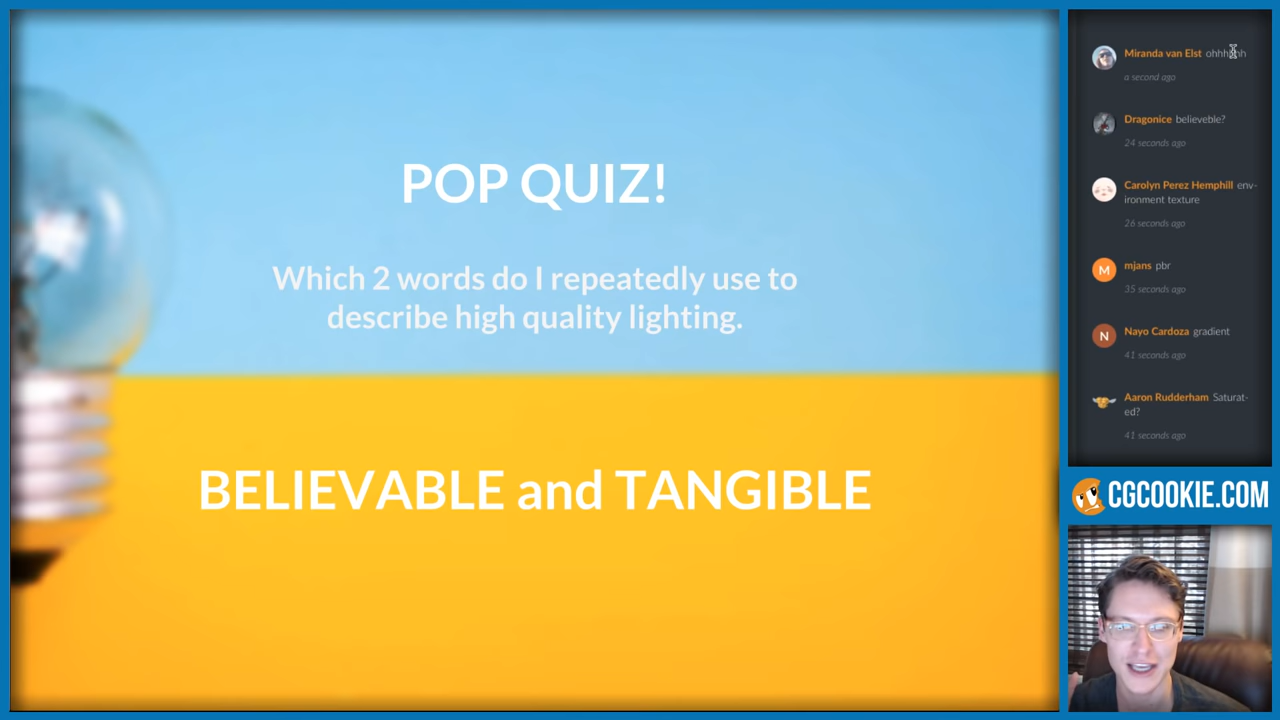 POP QUIZ!
Which 2 words do I repeatedly use to
describe high quality lighting.
BELIEVABLE and TANGIBLE
Miranda van Elst ohhhhhh
a second ago
Dragonice believeble?
24 seconds ago
Carolyn Perez Hemphill env-
ironment texture
26 seconds ago
M
mjans pbr
35 seconds ago
N
Nayo Cardoza gradient
41 seconds ago
Aaron Rudderham Saturat-
ed?
41 seconds ago
CGCOOKIE.COM